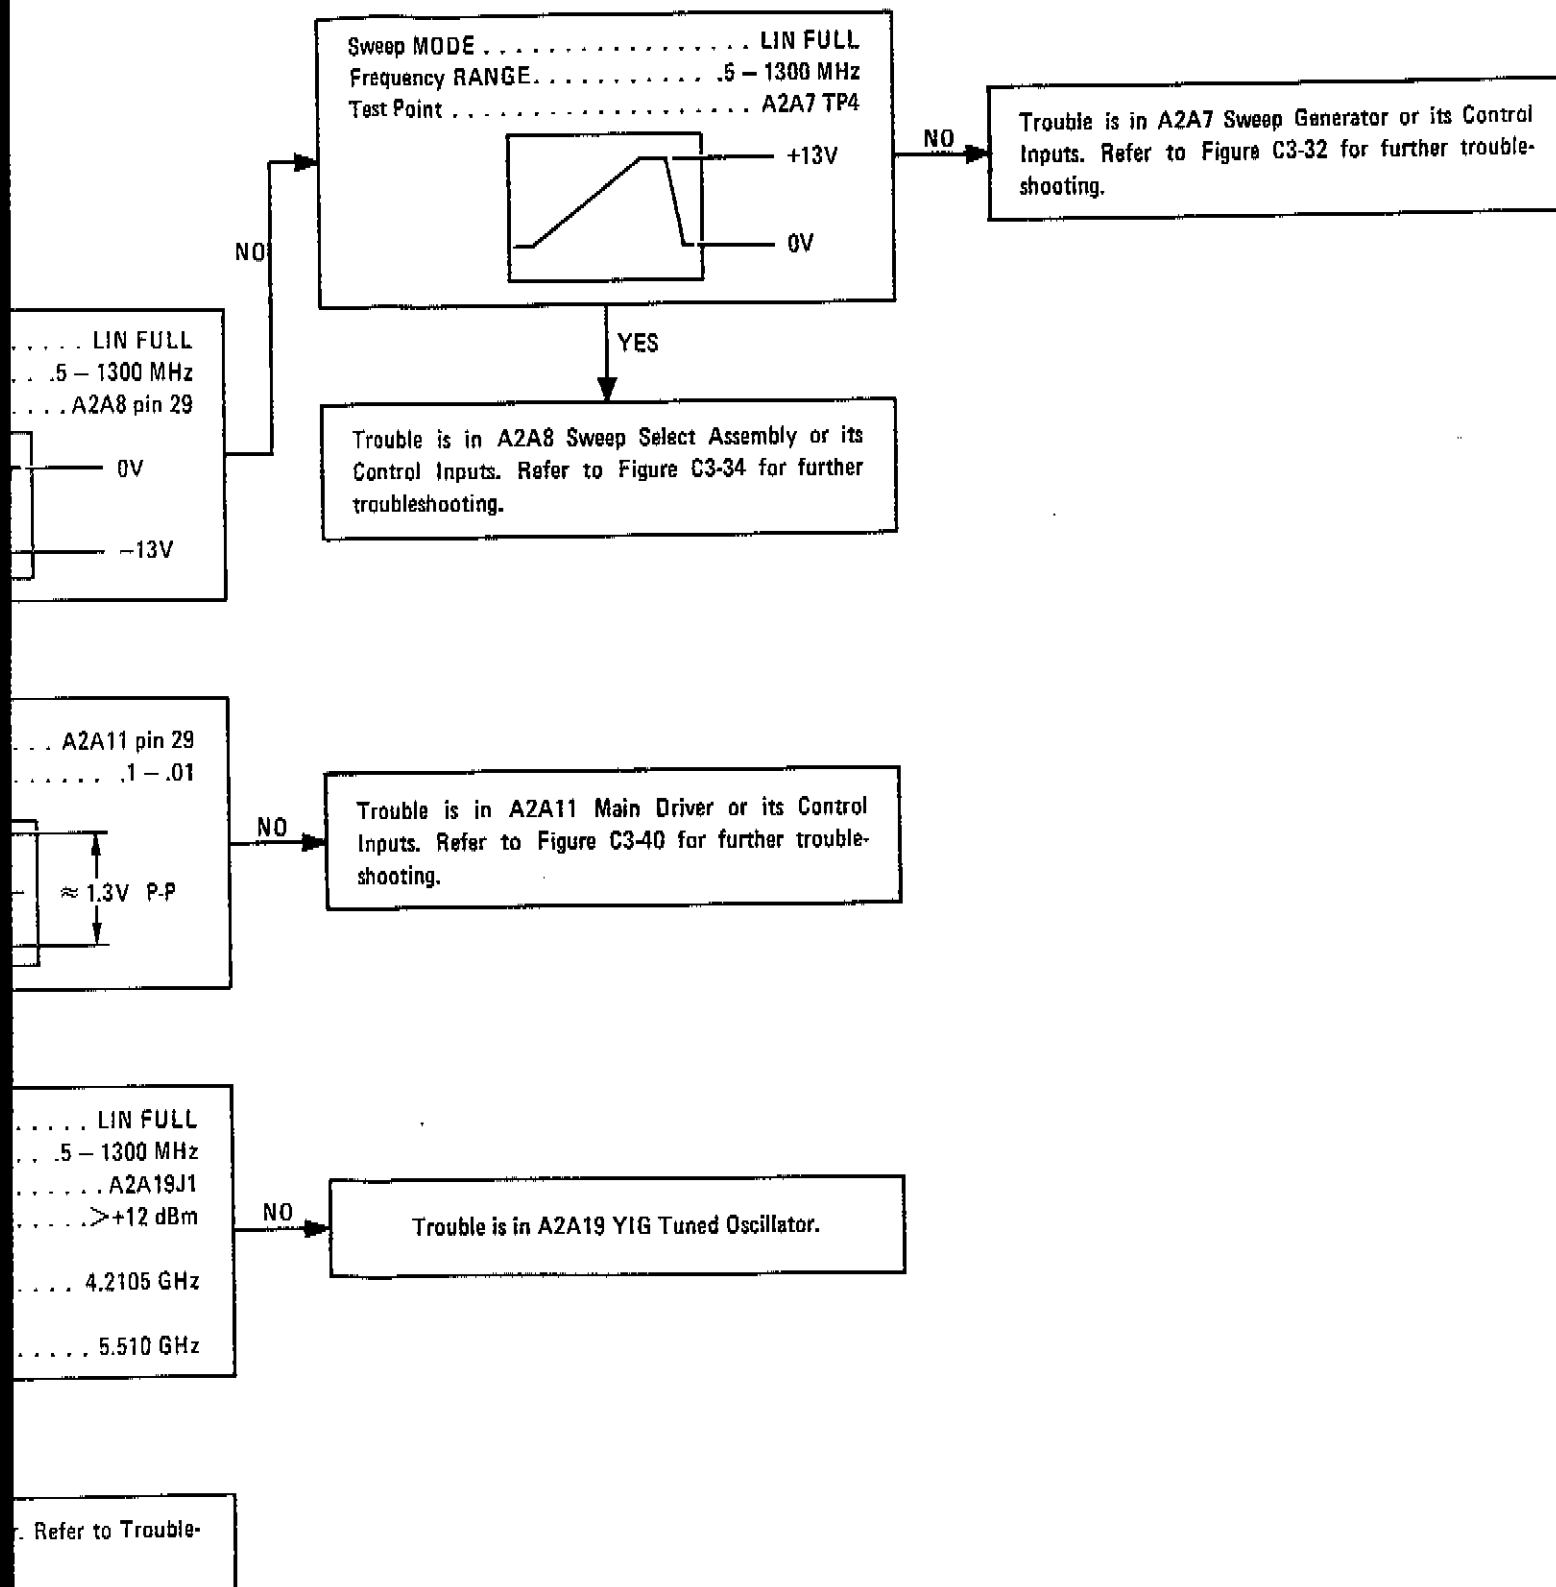 Sweep MODE . . . . . . . . . . . . . . . . . . LIN FULL
Frequency RANGE. . . . . . . . . . . . .5 – 1300 MHz
Test Point . . . . . . . . . . . . . . . . . . . A2A7 TP4
+13V
0V
NO
Trouble is in A2A7 Sweep Generator or its Control
Inputs. Refer to Figure C3-32 for further trouble-
shooting.
NO
YES
. . . . . LIN FULL
. . .5 – 1300 MHz
. . . . A2A8 pin 29
0V
–13V
Trouble is in A2A8 Sweep Select Assembly or its
Control Inputs. Refer to Figure C3-34 for further
troubleshooting.
. . . A2A11 pin 29
. . . . . . .1 – .01
≈ 1.3V P-P
NO
Trouble is in A2A11 Main Driver or its Control
Inputs. Refer to Figure C3-40 for further trouble-
shooting.
. . . . . LIN FULL
. . .5 – 1300 MHz
. . . . . . A2A19J1
. . . . . >+12 dBm
. . . . 4.2105 GHz
. . . . . 5.510 GHz
NO
Trouble is in A2A19 YIG Tuned Oscillator.
r. Refer to Trouble-